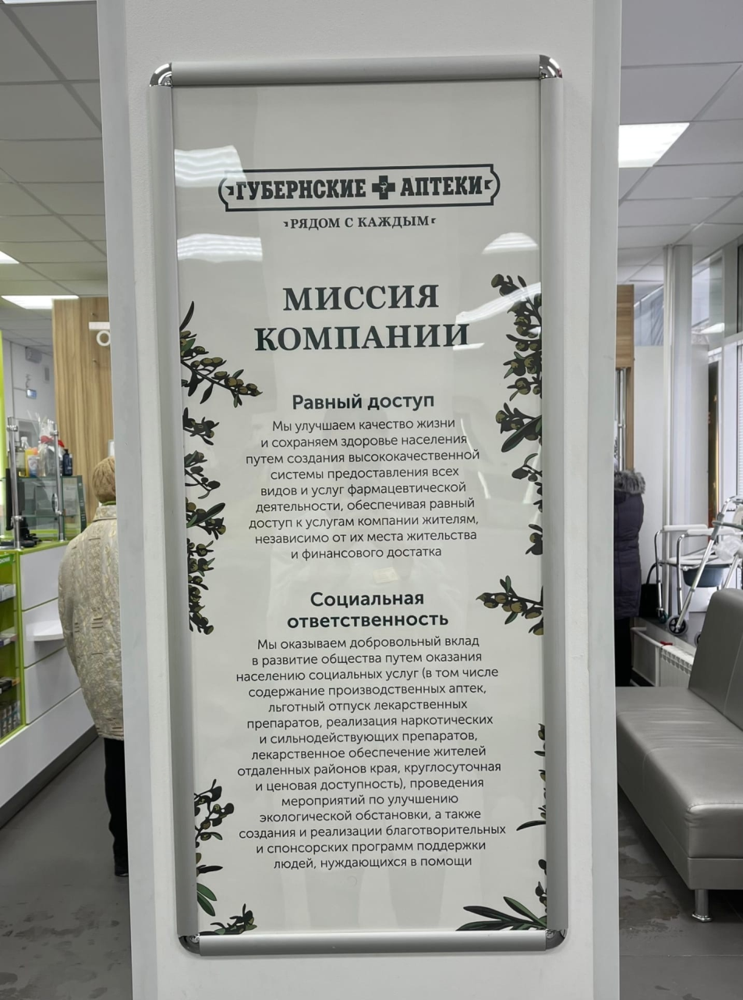 ГУБЕРНСКИЕ АПТЕКИ
РЯДОМ С КАЖДЫМ
МИССИЯ
КОМПАНИИ
Равный доступ
Мы улучшаем качество жизни
и сохраняем здоровье населения
путем создания высококачественной
системы предоставления всех
видов и услуг фармацевтической
деятельности, обеспечивая равный
доступ к услугам компании жителям,
независимо от их места жительства
и финансового достатка
Социальная
ответственность
Мы оказываем добровольный вклад
в развитие общества путем оказания
населению социальных услуг (в том числе
содержание производственных аптек,
льготный отпуск лекарственных
препаратов, реализация наркотических
и сильнодействующих препаратов,
лекарственное обеспечение жителей
отдаленных районов края, круглосуточная
и ценовая доступность), проведения
мероприятий по улучшению
экологической обстановки, а также
создания и реализации благотворительных
и спонсорских программ поддержки
людей, нуждающихся в помощи